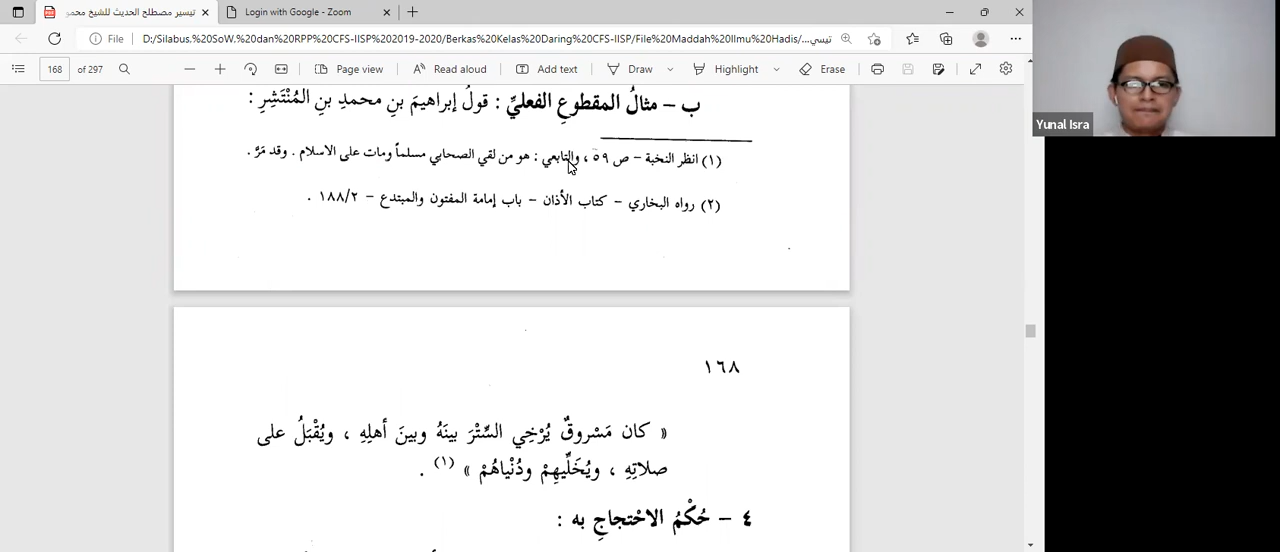 تيسير مصطلح الحديث للشيخ محمو
Login with Google - Zoom
File
D:/Silabus.%20SoW.%20dan%20RPP%20CFS-IISP%202019-2020/Berkas%20Kelas%20Daring%20CFS-IISP/File%20Maddah%20Ilmu%20Hadis/...تيسي
168 of 297
Page view
Read aloud
Add text
Draw
Highlight
Erase
Yunal Isra
ب – مثالُ المقطوعِ الفعليِّ : قولُ إبراهيمَ بنِ محمدِ بنِ المُنْتَشِرِ :
(١) انظر النخبة – ص ٥٩ ، والتابعي : هو من لقي الصحابي مسلماً ومات على الاسلام . وقد مَرَّ .
(٢) رواه البخاري – كتاب الأذان – باب إمامة المفتون والمبتدع – ١٨٨/٢ .
١٦٨
« كان مَسْروقٌ يُرْخِي السِّتْرَ بينَهُ وبينَ أهلِهِ ، ويُقْبَلُ على
صلاتِهِ ، ويُخَلِّيهِمْ ودُنْياهُمْ » (١) .
٤ – حُكْمُ الاحْتجاجِ به :